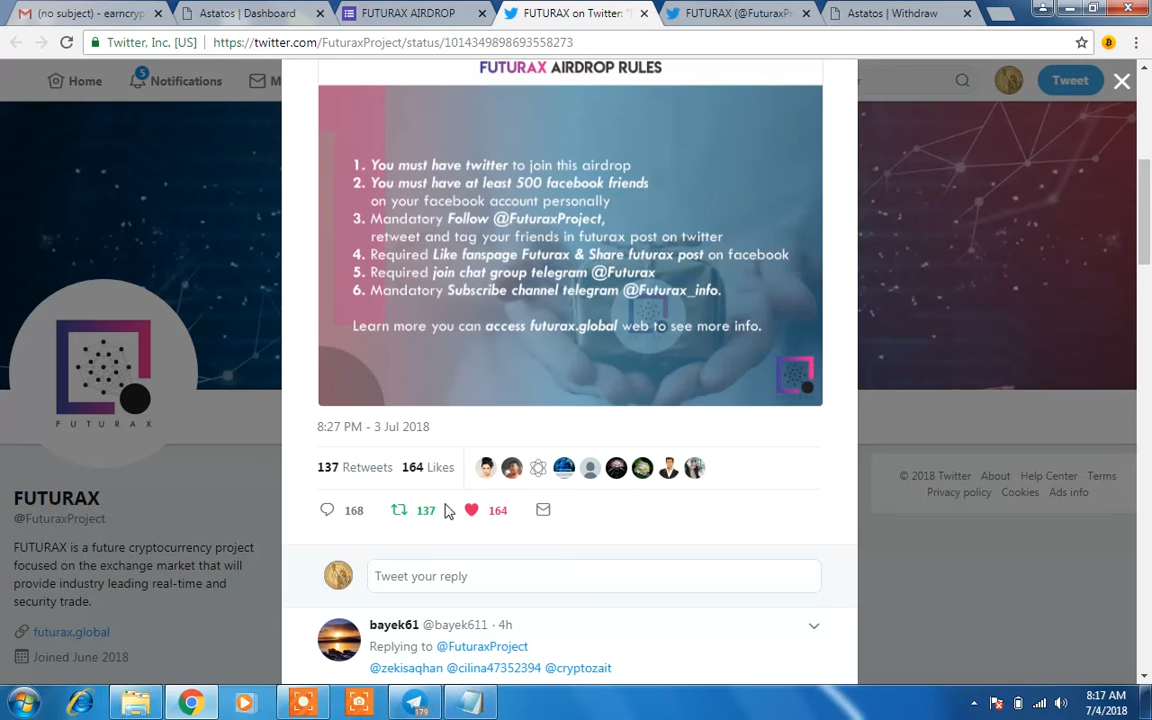 (no subject) - earncryp
Astatos | Dashboard
FUTURAX AIRDROP
FUTURAX on Twitter: "
FUTURAX (@FuturaxPr
Astatos | Withdraw
Twitter, Inc. [US]
https://twitter.com/FuturaxProject/status/1014349898693558273
Home
5
Notifications
M
Tweet
FUTURAX AIRDROP RULES
1. You must have twitter to join this airdrop
2. You must have at least 500 facebook friends
on your facebook account personally
3. Mandatory Follow @FuturaxProject,
retweet and tag your friends in futurax post on twitter
4. Required Like fanspage Futurax & Share futurax post on facebook
5. Required join chat group telegram @Futurax
6. Mandatory Subscribe channel telegram @Futurax_info.
Learn more you can access futurax.global web to see more info.
FUTURAX
8:27 PM - 3 Jul 2018
137 Retweets 164 Likes
168
137
164
FUTURAX
@FuturaxProject
FUTURAX is a future cryptocurrency project
focused on the exchange market that will
provide industry leading real-time and
security trade.
futurax.global
Joined June 2018
© 2018 Twitter About Help Center Terms
Privacy policy Cookies Ads info
Tweet your reply
bayek61 @bayek611 · 4h
Replying to @FuturaxProject
@zekisaqhan @cilina47352394 @cryptozait
179
8:17 AM
7/4/2018